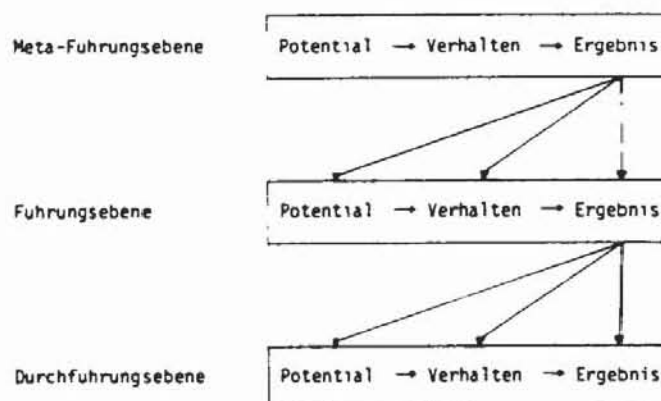 Meta-Fuhrungsebene Potential → Verhalten → Ergebnis
Fuhrungsebene Potential → Verhalten → Ergebnis
Durchfuhrungsebene Potential → Verhalten → Ergebnis